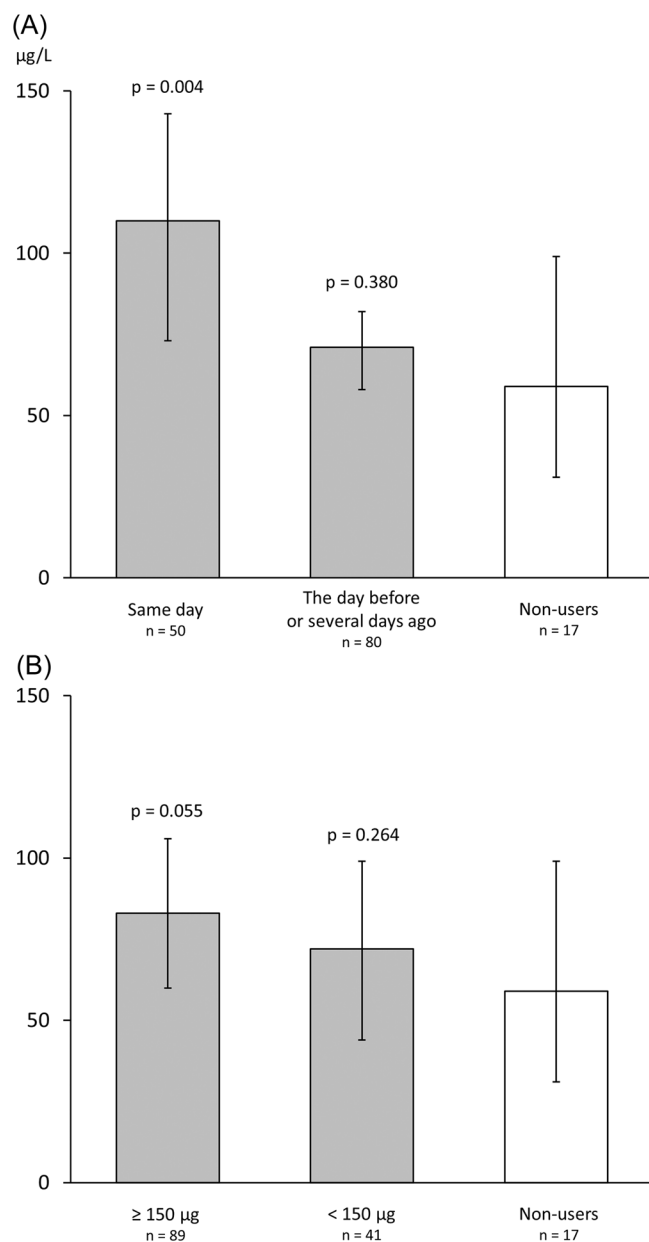 (A)
µg/L
150
p = 0.004
100
p = 0.380
50
0
Same day
n = 50
The day before
or several days ago
n = 80
Non-users
n = 17
(B)
150
p = 0.055
p = 0.264
100
50
0
≥ 150 µg
n = 89
< 150 µg
n = 41
Non-users
n = 17